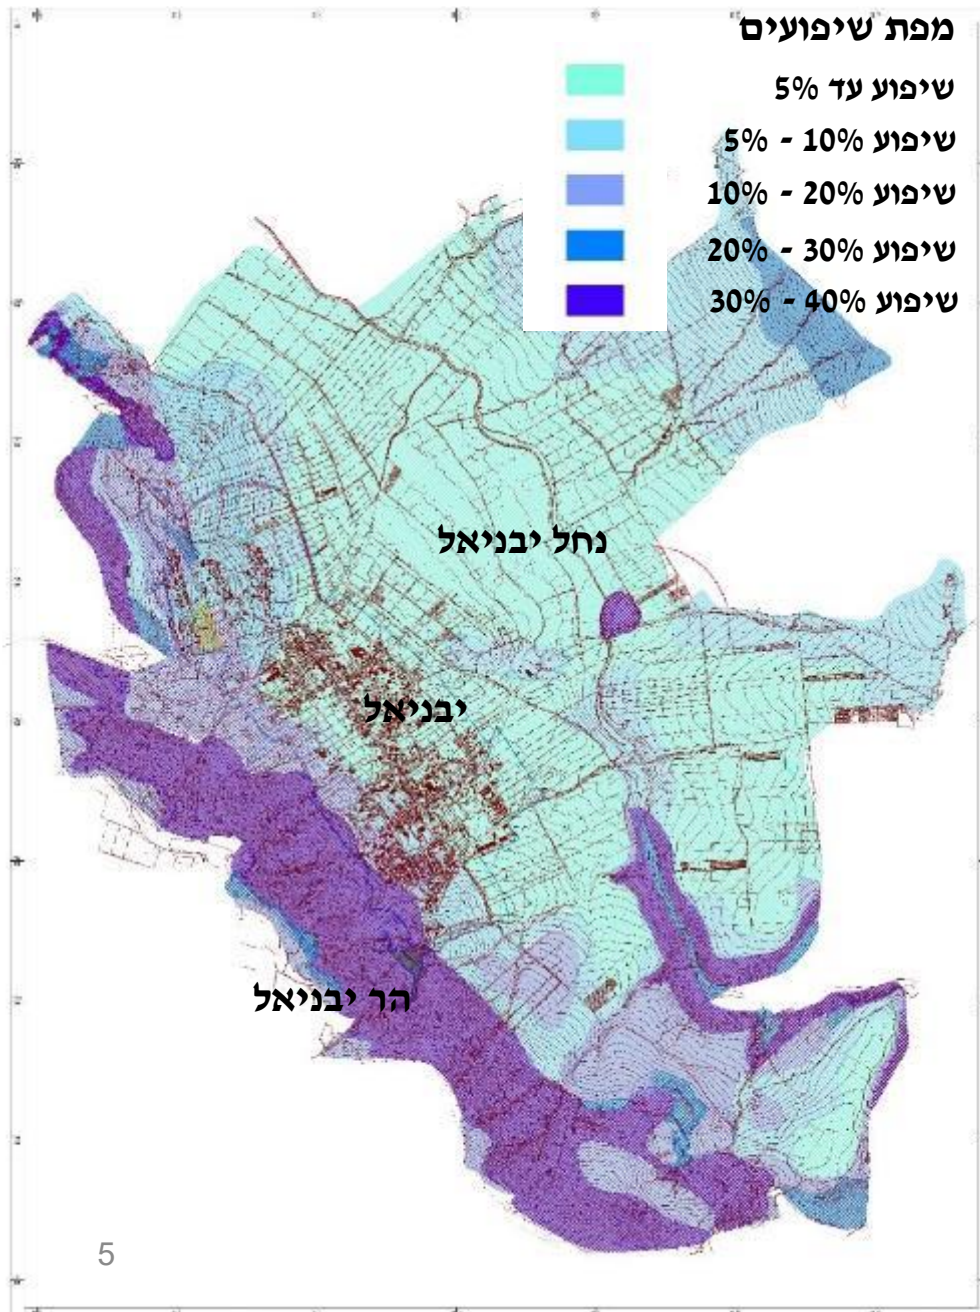 מפת שיפועים
שיפוע עד 5%
שיפוע 10% - 5%
שיפוע 20% - 10%
שיפוע 30% - 20%
שיפוע 40% - 30%
נחל יבניאל
יבניאל
הר יבניאל
5